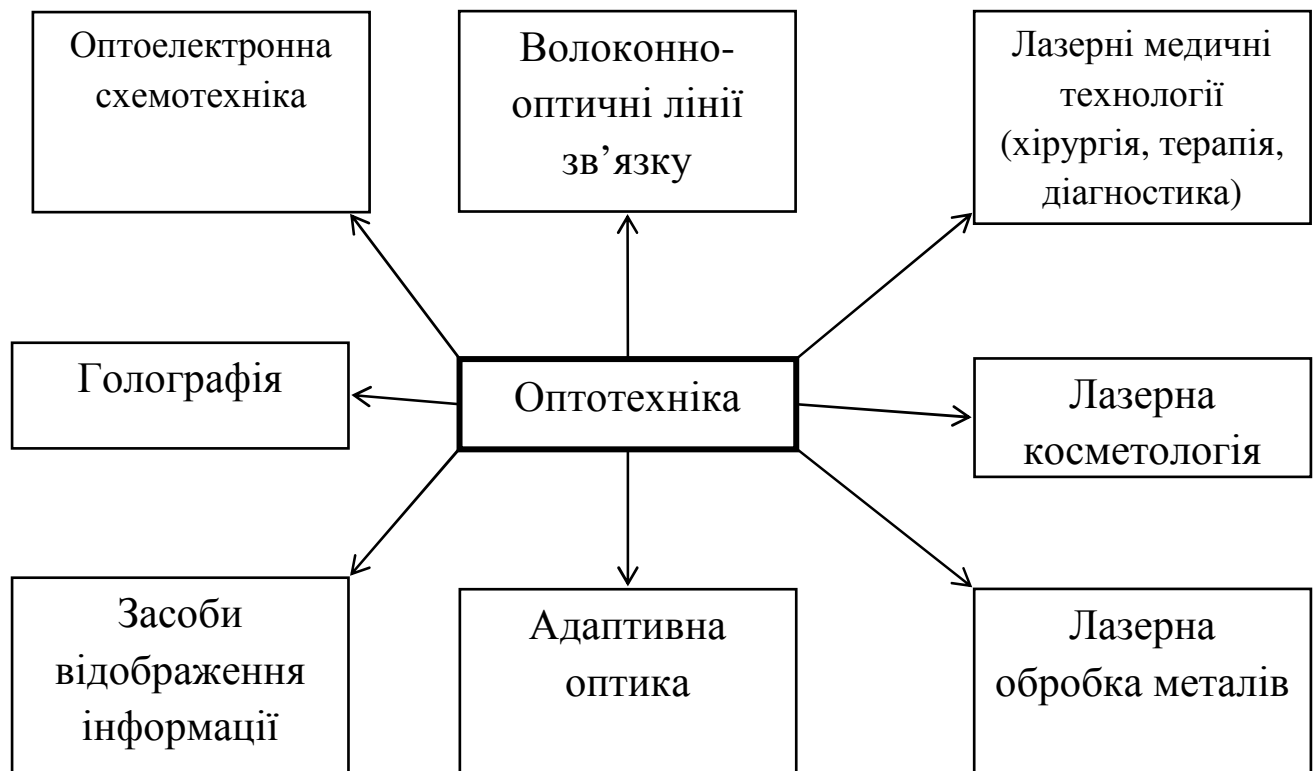 Оптоелектронна
схемотехніка
Волоконно-
оптичні лінії
зв’язку
Лазерні медичні
технології
(хірургія, терапія,
діагностика)
Голографія
Оптотехніка
Лазерна
косметологія
Засоби
відображення
інформації
Адаптивна
оптика
Лазерна
обробка металів